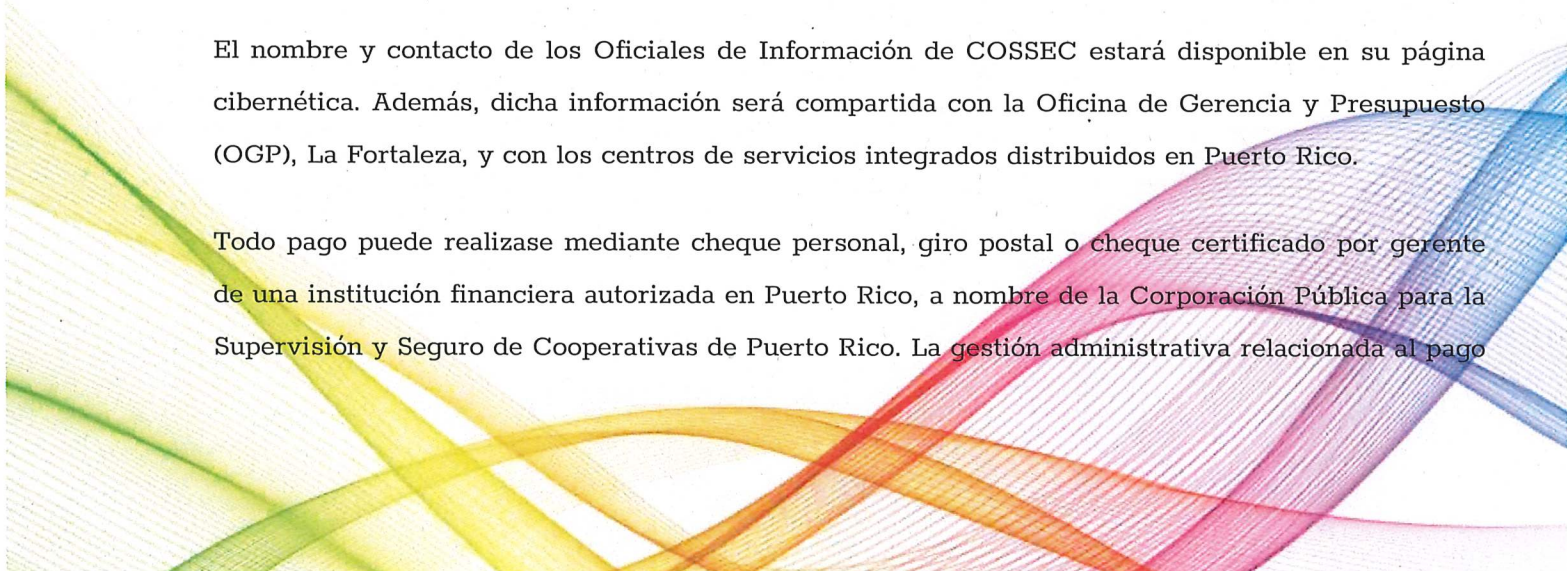 El nombre y contacto de los Oficiales de Información de COSSEC estará disponible en su página
cibernética. Además, dicha información será compartida con la Oficina de Gerencia y Presupuesto
(OGP), La Fortaleza, y con los centros de servicios integrados distribuidos en Puerto Rico.
Todo pago puede realizase mediante cheque personal, giro postal o cheque certificado por gerente
de una institución financiera autorizada en Puerto Rico, a nombre de la Corporación Pública para la
Supervisión y Seguro de Cooperativas de Puerto Rico. La gestión administrativa relacionada al pago